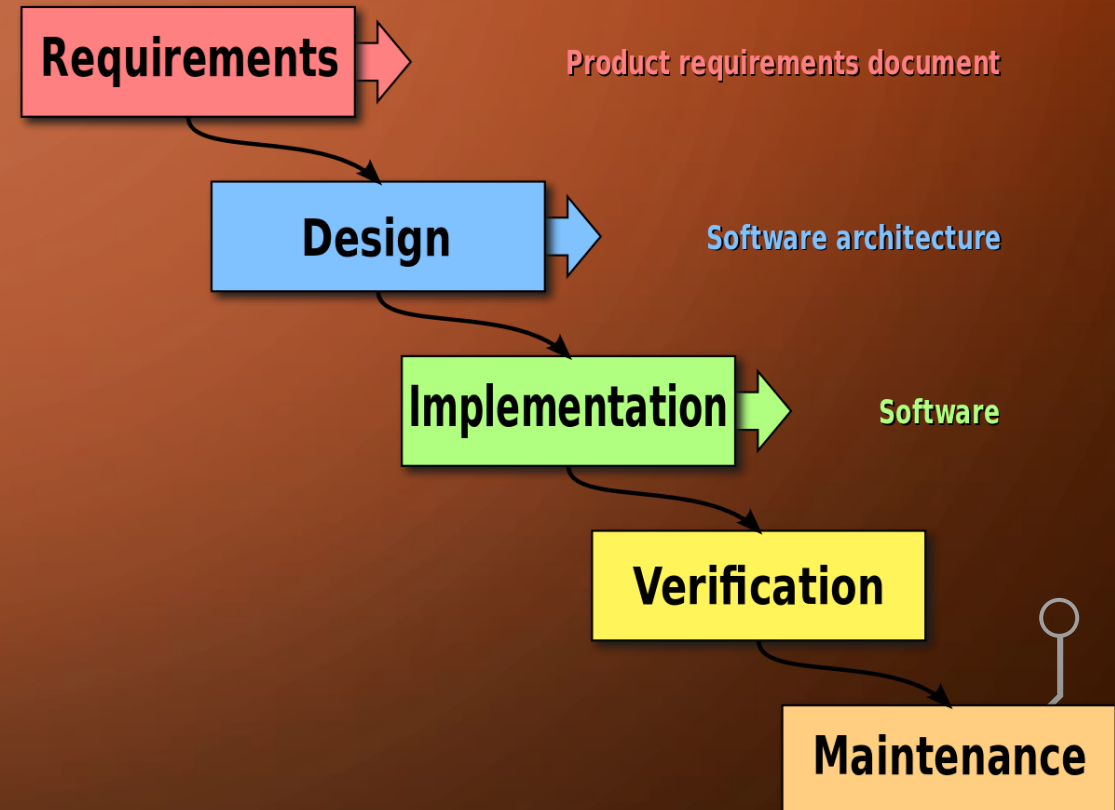 Requirements
Product requirements document
Design
Software architecture
Implementation
Software
Verification
Maintenance